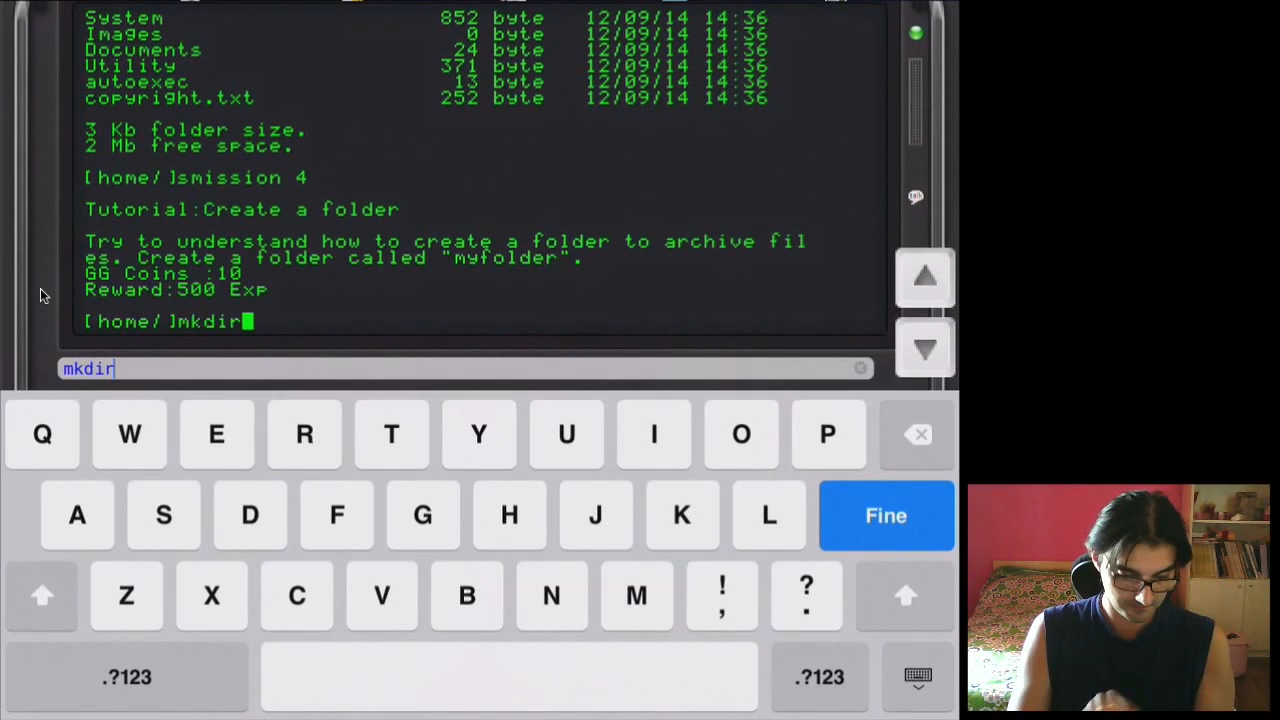 System 852 byte 12/09/14 14:36
Images 0 byte 12/09/14 14:36
Documents 24 byte 12/09/14 14:36
Utility 371 byte 12/09/14 14:36
autoexec 13 byte 12/09/14 14:36
copyright.txt 252 byte 12/09/14 14:36
3 Kb folder size.
2 Mb free space.
[home/]smission 4
Tutorial:Create a folder
Try to understand how to create a folder to archive fil
es. Create a folder called "myfolder".
GG Coins :10
Reward:500 Exp
[home/]mkdir
talk
mkdir
Q W E R T Y U I O P
A S D F G H J K L Fine
Z X C V B N M ! , ? .
.?123 .?123